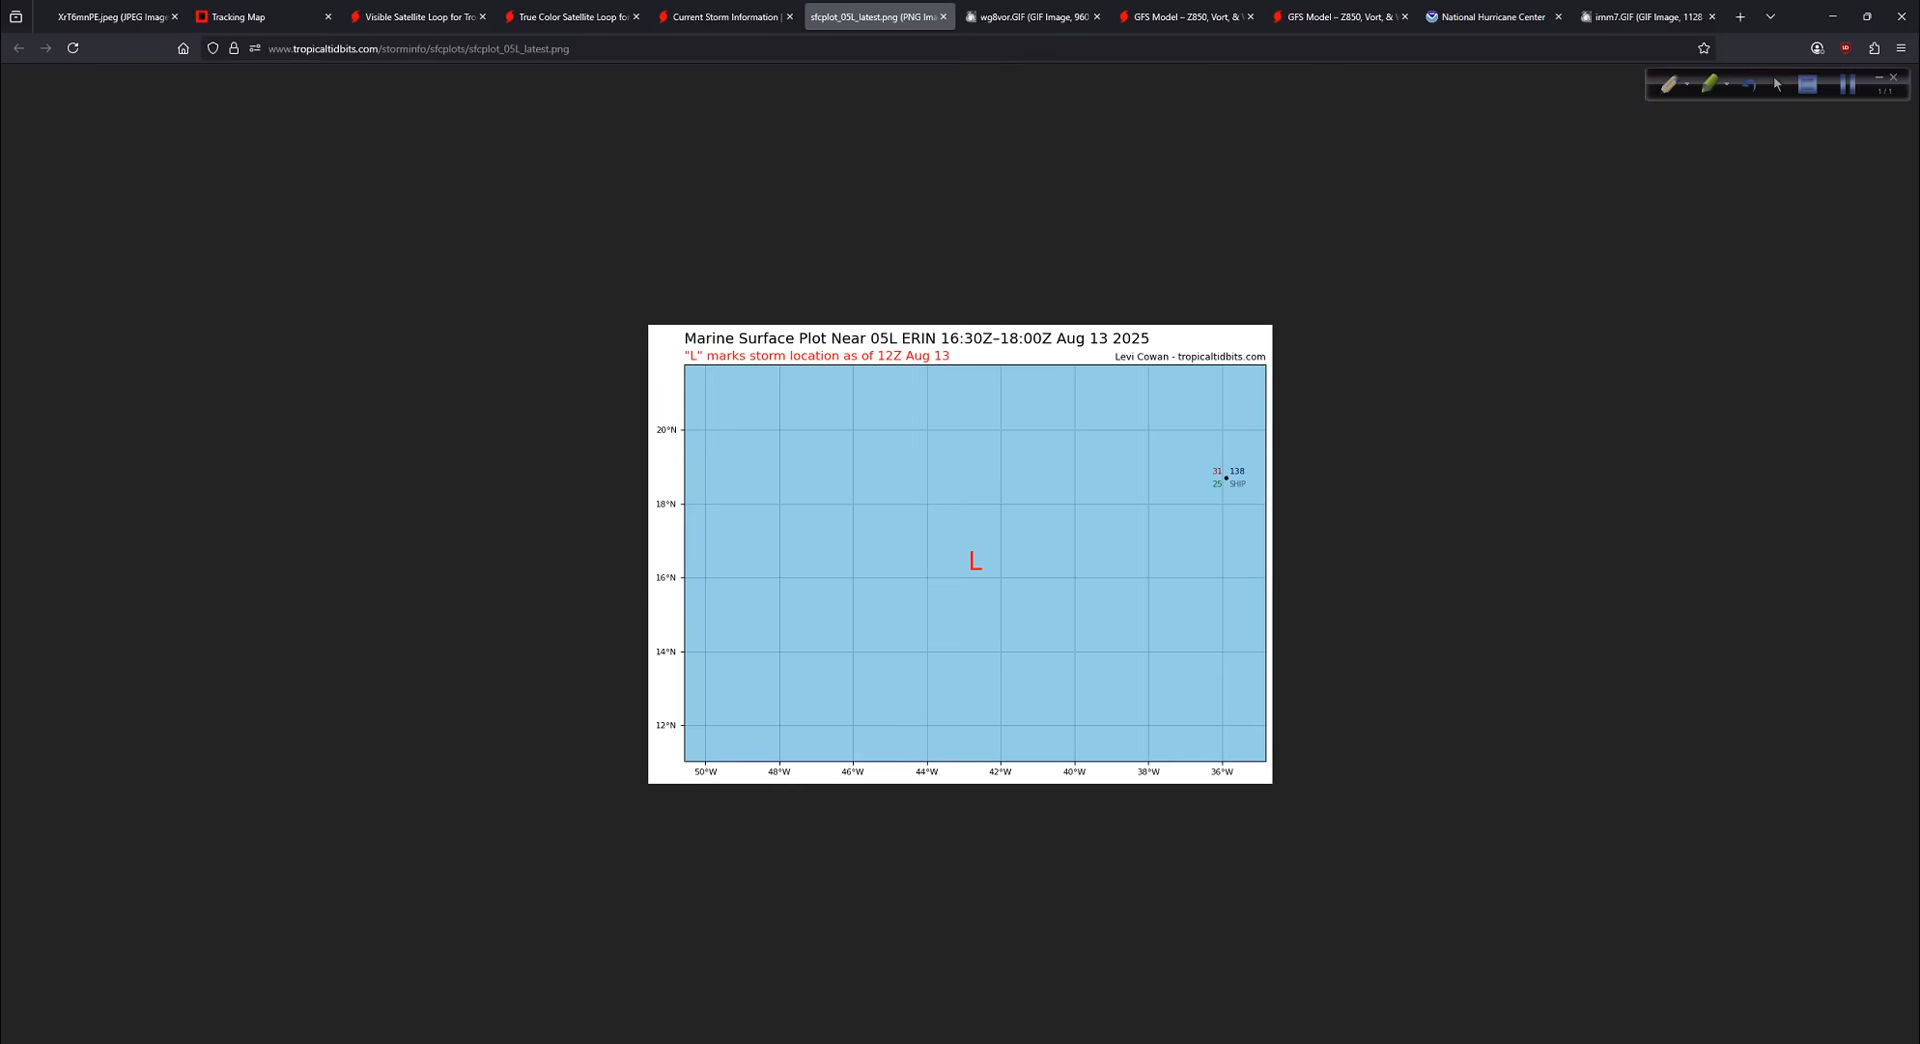 XrT6mnPE.jpeg (JPEG Image
Tracking Map
Visible Satellite Loop for Tro
True Color Satellite Loop fo
Current Storm Information |
sfcplot_05L_latest.png (PNG Ima
wg8vor.GIF (GIF Image, 960
GFS Model – Z850, Vort, &
GFS Model – Z850, Vort, &
National Hurricane Center
imm7.GIF (GIF Image, 1128
www.tropicaltidbits.com/storminfo/sfcplots/sfcplot_05L_latest.png
1/1
Marine Surface Plot Near 05L ERIN 16:30Z–18:00Z Aug 13 2025
"L" marks storm location as of 12Z Aug 13
Levi Cowan - tropicaltidbits.com
20°N
31 138
25 SHIP
18°N
L
16°N
14°N
12°N
50°W 48°W 46°W 44°W 42°W 40°W 38°W 36°W